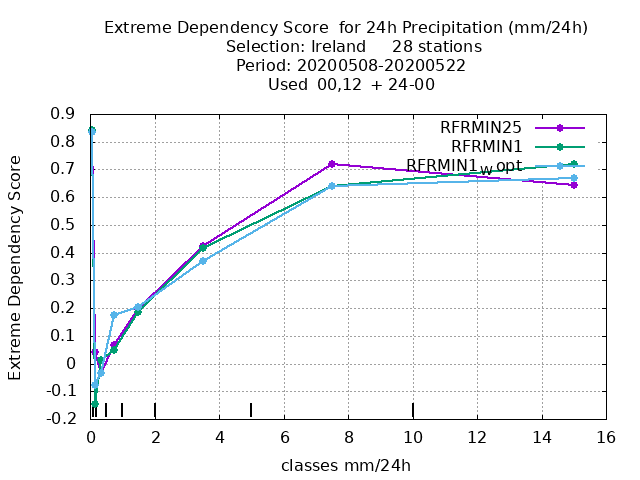 Extreme Dependency Score  for 24h Precipitation (mm/24h)
Selection: Ireland     28 stations
Period: 20200508-20200522
Used  00,12  + 24-00
RFRMIN25
RFRMIN1
RFRMIN1w opt
Extreme Dependency Score
0.9
0.8
0.7
0.6
0.5
0.4
0.3
0.2
0.1
0
-0.1
-0.2
0 2 4 6 8 10 12 14 16
classes mm/24h